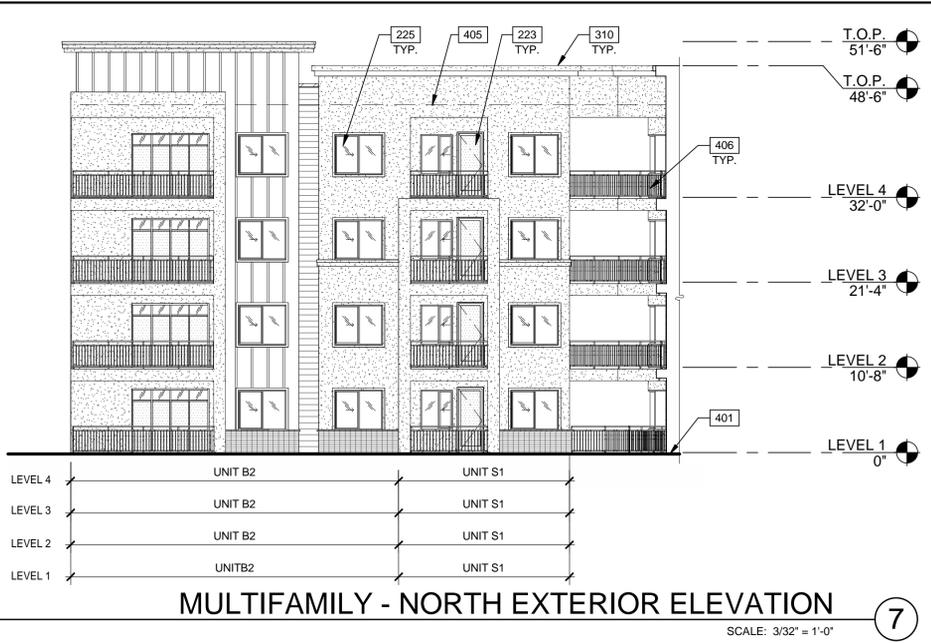 225
TYP.
405
223
TYP.
310
TYP.
T.O.P.
51'-6"
T.O.P.
48'-6"
406
TYP.
LEVEL 4
32'-0"
LEVEL 3
21'-4"
LEVEL 2
10'-8"
401
LEVEL 1
0"
LEVEL 4 UNIT B2 UNIT S1
LEVEL 3 UNIT B2 UNIT S1
LEVEL 2 UNIT B2 UNIT S1
LEVEL 1 UNITB2 UNIT S1
MULTIFAMILY - NORTH EXTERIOR ELEVATION
7
SCALE: 3/32" = 1'-0"